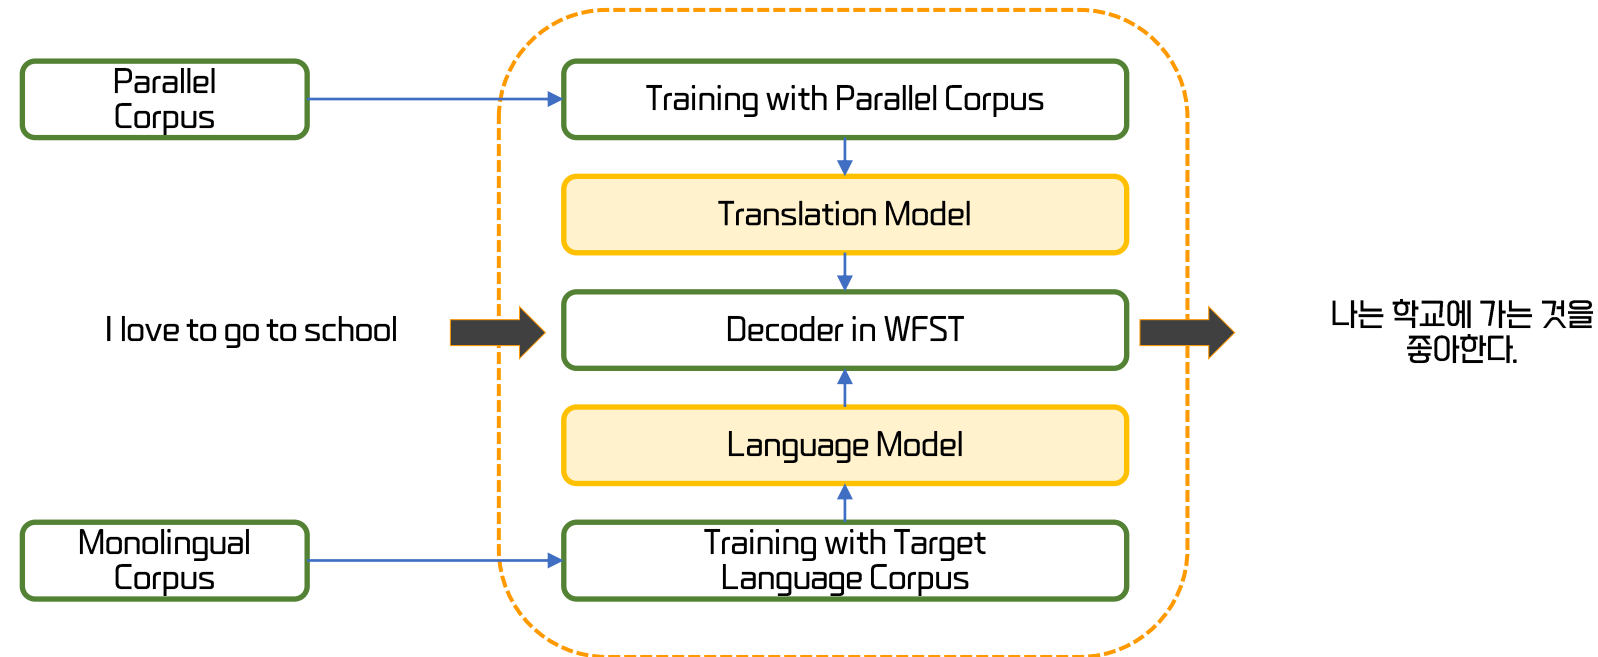 Parallel
Corpus
Training with Parallel Corpus
Translation Model
I love to go to school
Decoder in WFST
나는 학교에 가는 것을
좋아한다.
Language Model
Monolingual
Corpus
Training with Target
Language Corpus